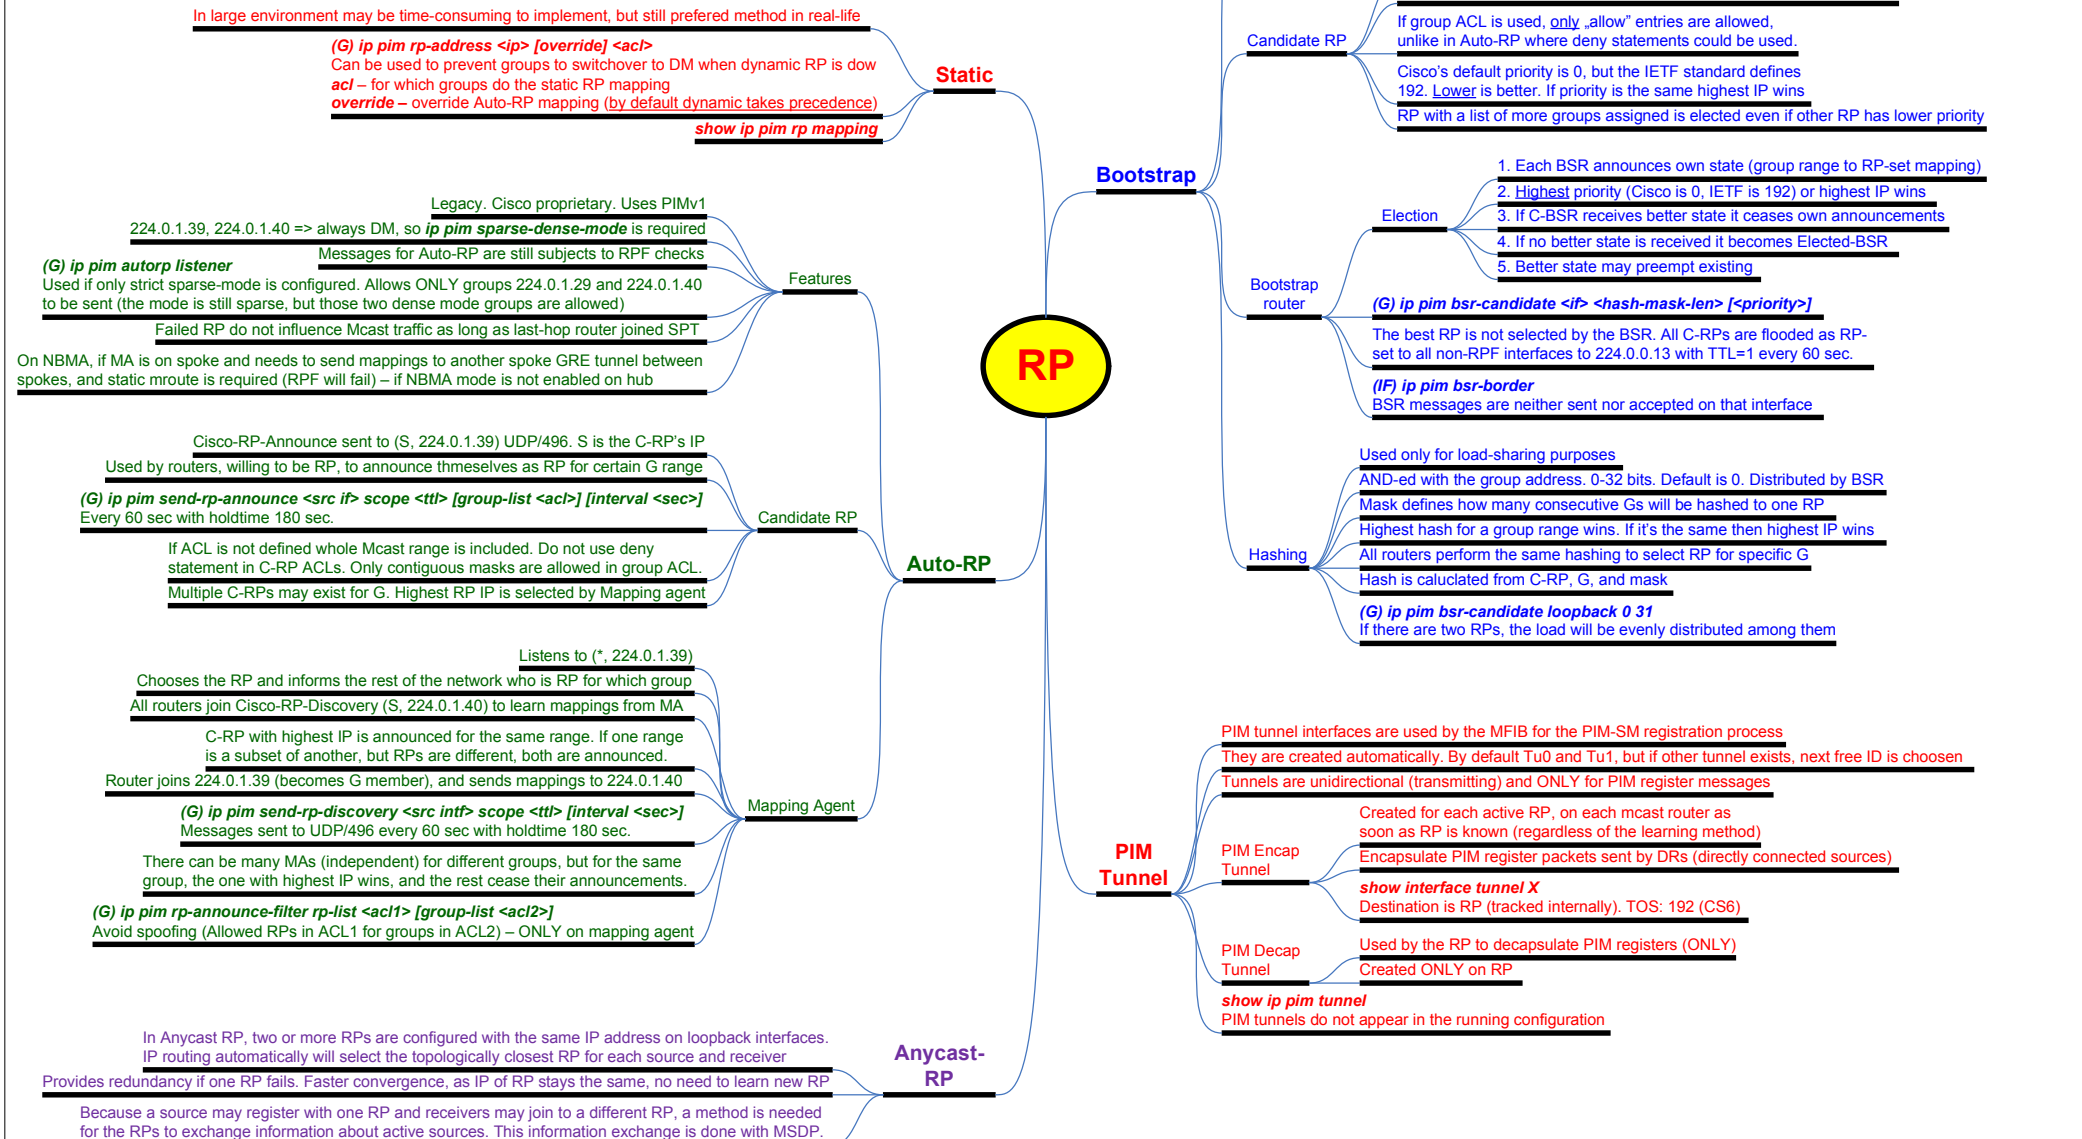 In large environment may be time-consuming to implement, but still prefered method in real-life
(G) ip pim rp-address <ip> [override] <acl>
Can be used to prevent groups to switchover to DM when dynamic RP is dow
acl – for which groups do the static RP mapping
override – override Auto-RP mapping (by default dynamic takes precedence)
show ip pim rp mapping
Static
Legacy. Cisco proprietary. Uses PIMv1
224.0.1.39, 224.0.1.40 => always DM, so ip pim sparse-dense-mode is required
Messages for Auto-RP are still subjects to RPF checks
(G) ip pim autorp listener
Used if only strict sparse-mode is configured. Allows ONLY groups 224.0.1.29 and 224.0.1.40
to be sent (the mode is still sparse, but those two dense mode groups are allowed)
Failed RP do not influence Mcast traffic as long as last-hop router joined SPT
On NBMA, if MA is on spoke and needs to send mappings to another spoke GRE tunnel between
spokes, and static mroute is required (RPF will fail) – if NBMA mode is not enabled on hub
Features
Cisco-RP-Announce sent to (S, 224.0.1.39) UDP/496. S is the C-RP's IP
Used by routers, willing to be RP, to announce thmeselves as RP for certain G range
(G) ip pim send-rp-announce <src if> scope <ttl> [group-list <acl>] [interval <sec>]
Every 60 sec with holdtime 180 sec.
If ACL is not defined whole Mcast range is included. Do not use deny
statement in C-RP ACLs. Only contiguous masks are allowed in group ACL.
Multiple C-RPs may exist for G. Highest RP IP is selected by Mapping agent
Candidate RP
Auto-RP
Listens to (*, 224.0.1.39)
Chooses the RP and informs the rest of the network who is RP for which group
All routers join Cisco-RP-Discovery (S, 224.0.1.40) to learn mappings from MA
C-RP with highest IP is announced for the same range. If one range
is a subset of another, but RPs are different, both are announced.
Router joins 224.0.1.39 (becomes G member), and sends mappings to 224.0.1.40
(G) ip pim send-rp-discovery <src intf> scope <ttl> [interval <sec>]
Messages sent to UDP/496 every 60 sec with holdtime 180 sec.
There can be many MAs (independent) for different groups, but for the same
group, the one with highest IP wins, and the rest cease their announcements.
(G) ip pim rp-announce-filter rp-list <acl1> [group-list <acl2>]
Avoid spoofing (Allowed RPs in ACL1 for groups in ACL2) – ONLY on mapping agent
Mapping Agent
In Anycast RP, two or more RPs are configured with the same IP address on loopback interfaces.
IP routing automatically will select the topologically closest RP for each source and receiver
Provides redundancy if one RP fails. Faster convergence, as IP of RP stays the same, no need to learn new RP
Because a source may register with one RP and receivers may join to a different RP, a method is needed
for the RPs to exchange information about active sources. This information exchange is done with MSDP.
Anycast-
RP
RP
Bootstrap
Candidate RP
If group ACL is used, only „allow” entries are allowed,
unlike in Auto-RP where deny statements could be used.
Cisco's default priority is 0, but the IETF standard defines
192. Lower is better. If priority is the same highest IP wins
RP with a list of more groups assigned is elected even if other RP has lower priority
Bootstrap
router
Election
1. Each BSR announces own state (group range to RP-set mapping)
2. Highest priority (Cisco is 0, IETF is 192) or highest IP wins
3. If C-BSR receives better state it ceases own announcements
4. If no better state is received it becomes Elected-BSR
5. Better state may preempt existing
(G) ip pim bsr-candidate <if> <hash-mask-len> [<priority>]
The best RP is not selected by the BSR. All C-RPs are flooded as RP-
set to all non-RPF interfaces to 224.0.0.13 with TTL=1 every 60 sec.
(IF) ip pim bsr-border
BSR messages are neither sent nor accepted on that interface
Hashing
Used only for load-sharing purposes
AND-ed with the group address. 0-32 bits. Default is 0. Distributed by BSR
Mask defines how many consecutive Gs will be hashed to one RP
Highest hash for a group range wins. If it's the same then highest IP wins
All routers perform the same hashing to select RP for specific G
Hash is caluclated from C-RP, G, and mask
(G) ip pim bsr-candidate loopback 0 31
If there are two RPs, the load will be evenly distributed among them
PIM
Tunnel
PIM tunnel interfaces are used by the MFIB for the PIM-SM registration process
They are created automatically. By default Tu0 and Tu1, but if other tunnel exists, next free ID is choosen
Tunnels are unidirectional (transmitting) and ONLY for PIM register messages
PIM Encap
Tunnel
Created for each active RP, on each mcast router as
soon as RP is known (regardless of the learning method)
Encapsulate PIM register packets sent by DRs (directly connected sources)
show interface tunnel X
Destination is RP (tracked internally). TOS: 192 (CS6)
PIM Decap
Tunnel
Used by the RP to decapsulate PIM registers (ONLY)
Created ONLY on RP
show ip pim tunnel
PIM tunnels do not appear in the running configuration